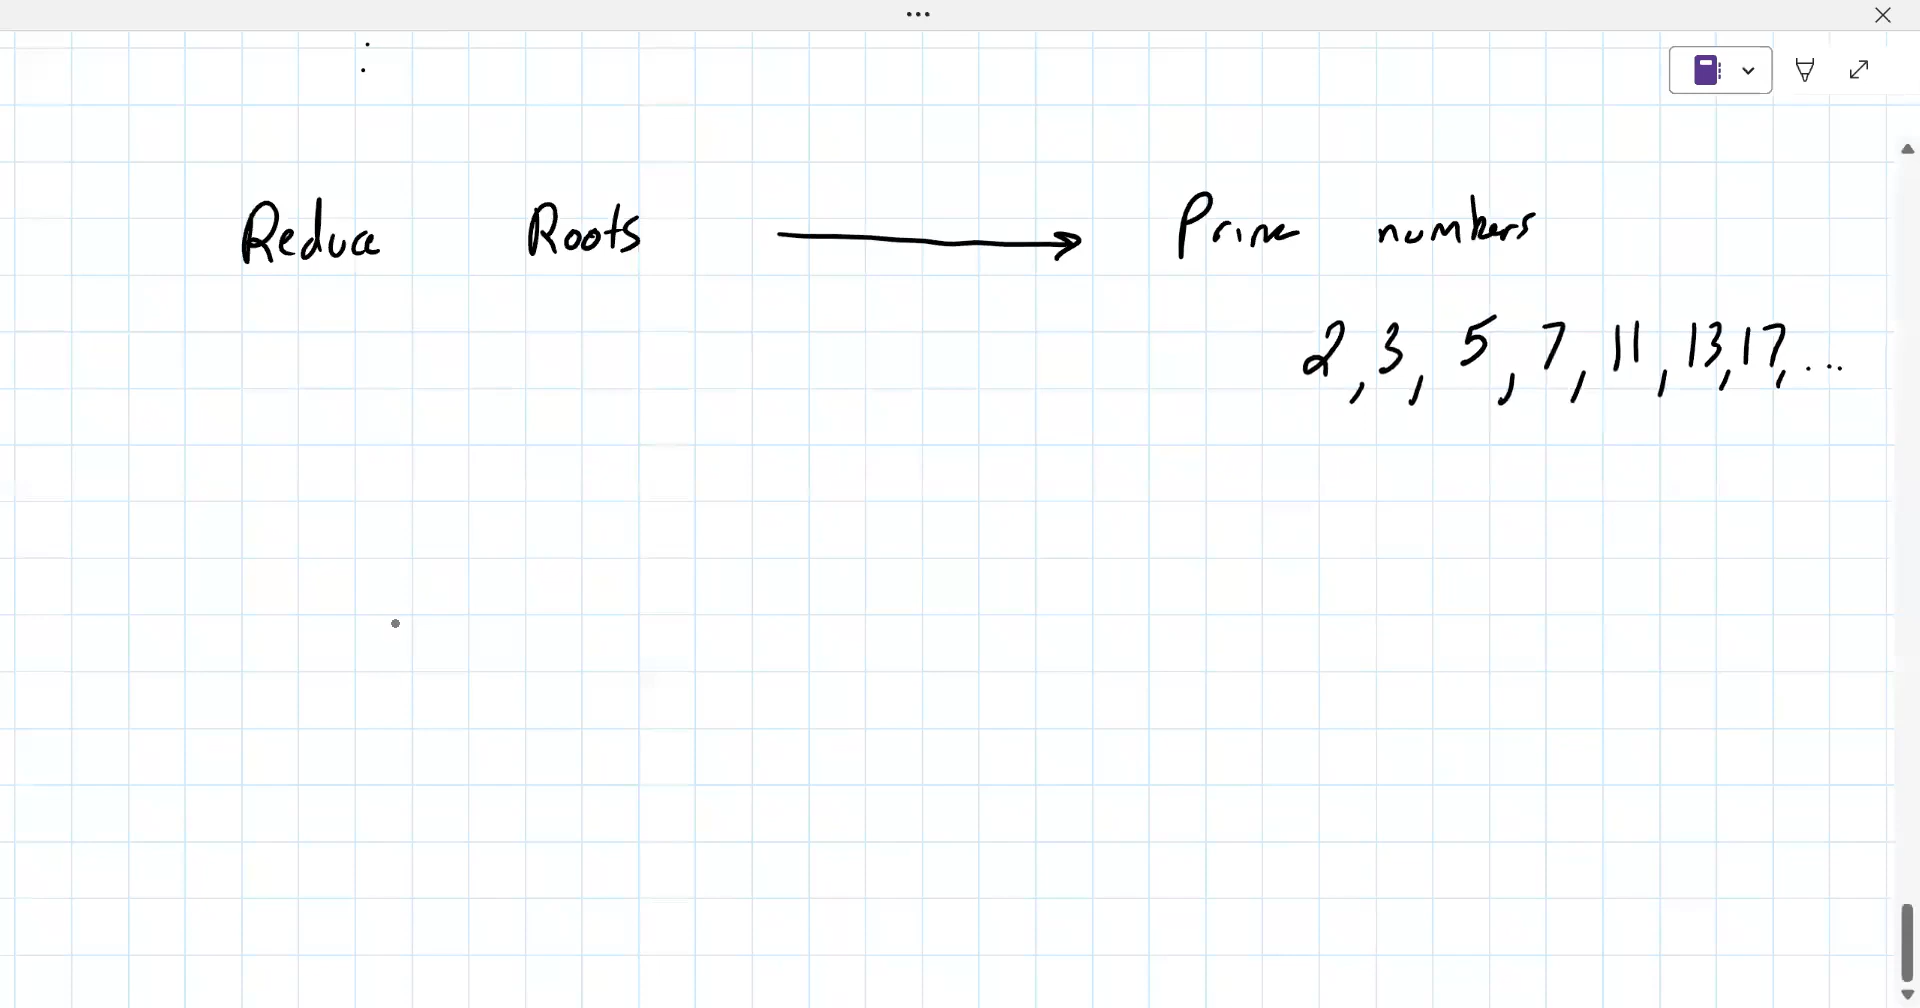 Reduce Roots → Prime numbers
2, 3, 5, 7, 11, 13, 17, ...